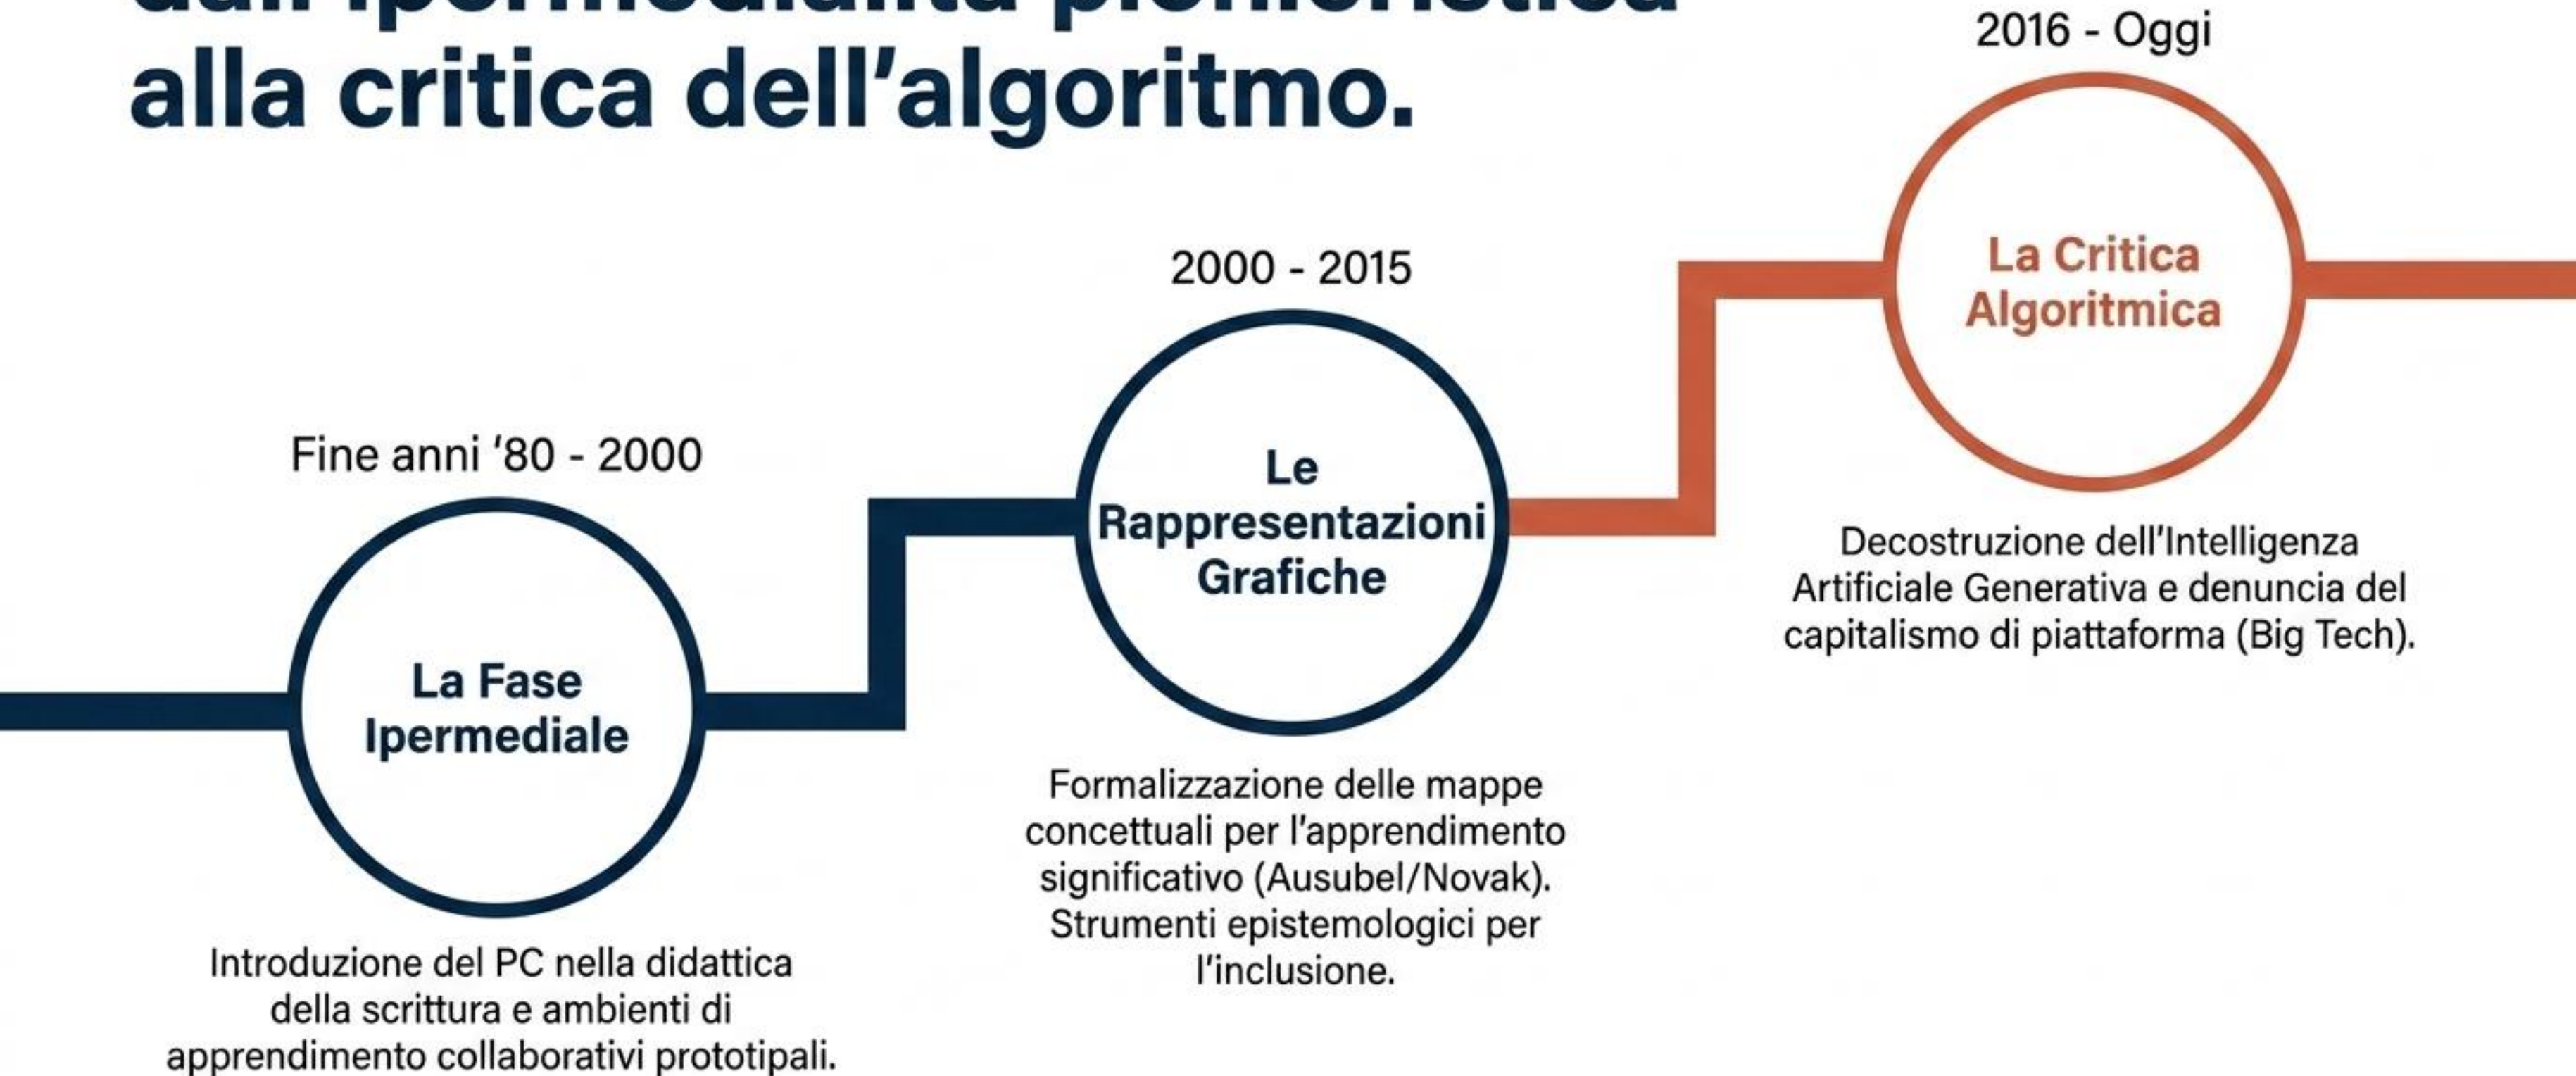 dall'ipermedialità pionieristica
alla critica dell'algoritmo.
Fine anni '80 - 2000
La Fase
Ipermediale
Introduzione del PC nella didattica
della scrittura e ambienti di
apprendimento collaborativi prototipali.
2000 - 2015
Le
Rappresentazioni
Grafiche
Formalizzazione delle mappe
concettuali per l'apprendimento
significativo (Ausubel/Novak).
Strumenti epistemologici per
l'inclusione.
2016 - Oggi
La Critica
Algoritmica
Decostruzione dell'Intelligenza
Artificiale Generativa e denuncia del
capitalismo di piattaforma (Big Tech).